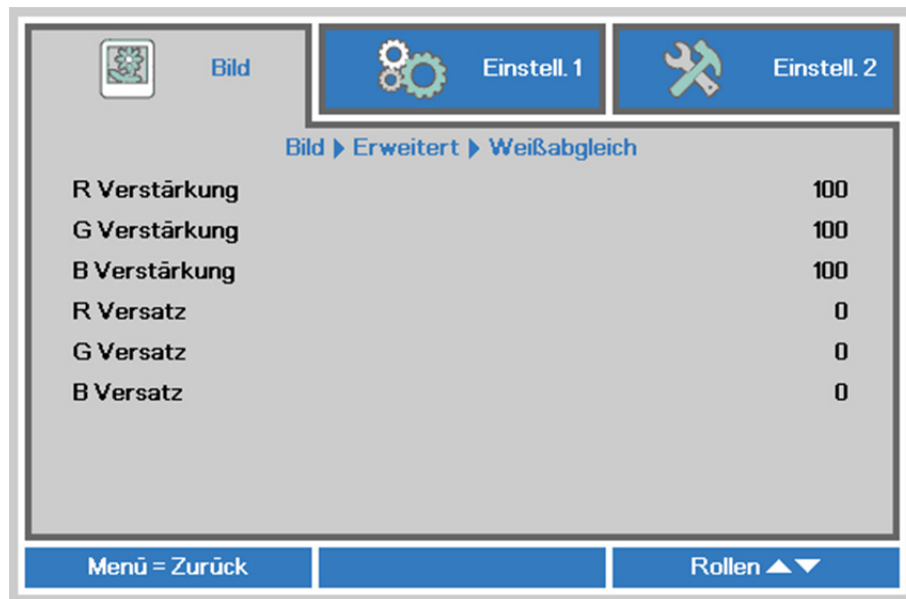 Bild
Einstell. 1
Einstell. 2
Bild ▶ Erweitert ▶ Weißabgleich
R Verstärkung 100
G Verstärkung 100
B Verstärkung 100
R Versatz 0
G Versatz 0
B Versatz 0
Menü = Zurück
Rollen ▲▼